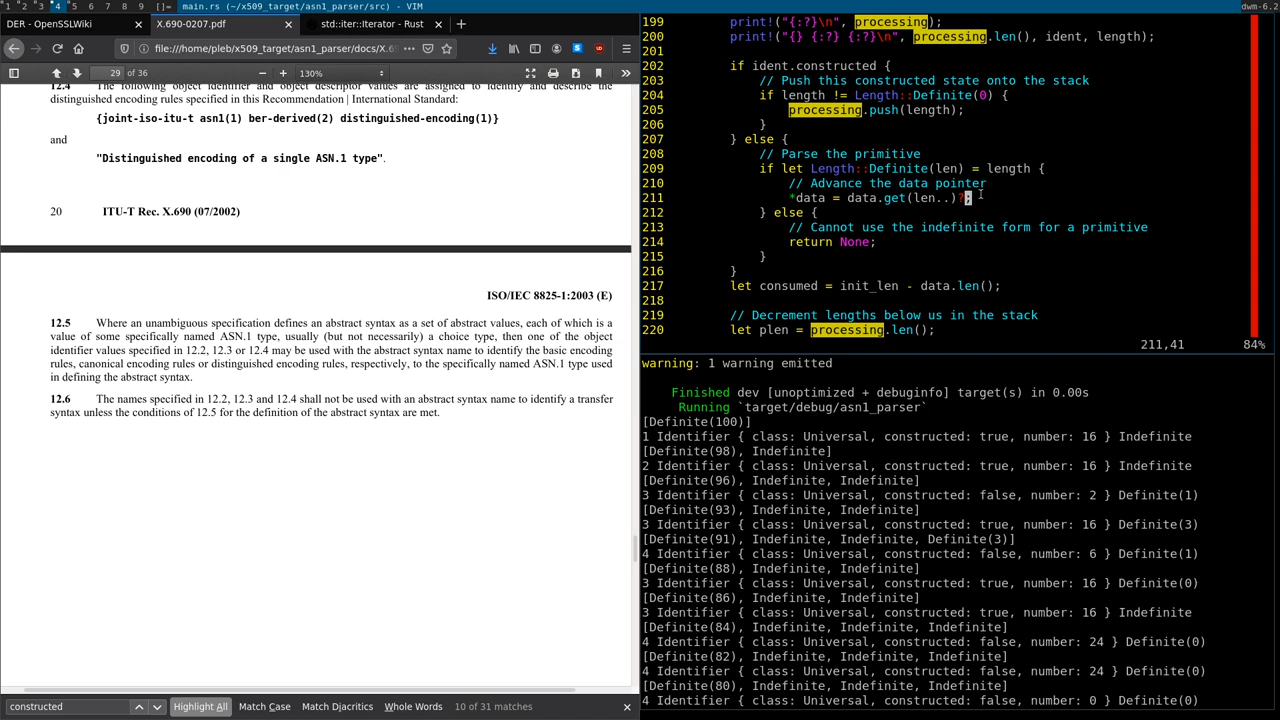 1 2 3 4 5 6 7 8 9 []= main.rs (~/x509_target/asn1_parser/src) - VIM dwm-6.2
DER - OpenSSLWiki × X.690-0207.pdf × std::iter::Iterator - Rust × +
file:///home/pleb/x509_target/asn1_parser/docs/X.6
29 of 36 − + 130%
12.4 The following object identifier and object descriptor values are assigned to identify and describe the
distinguished encoding rules specified in this Recommendation | International Standard:
{joint-iso-itu-t asn1(1) ber-derived(2) distinguished-encoding(1)}
and
"Distinguished encoding of a single ASN.1 type".
20 ITU-T Rec. X.690 (07/2002)
ISO/IEC 8825-1:2003 (E)
12.5 Where an unambiguous specification defines an abstract syntax as a set of abstract values, each of which is a
value of some specifically named ASN.1 type, usually (but not necessarily) a choice type, then one of the object
identifier values specified in 12.2, 12.3 or 12.4 may be used with the abstract syntax name to identify the basic encoding
rules, canonical encoding rules or distinguished encoding rules, respectively, to the specifically named ASN.1 type used
in defining the abstract syntax.
12.6 The names specified in 12.2, 12.3 and 12.4 shall not be used with an abstract syntax name to identify a transfer
syntax unless the conditions of 12.5 for the definition of the abstract syntax are met.
constructed Highlight All Match Case Match Diacritics Whole Words 10 of 31 matches
199 print!("{:?}\n", processing);
200 print!("{} {:?} {:?}\n", processing.len(), ident, length);
201
202 if ident.constructed {
203 // Push this constructed state onto the stack
204 if length != Length::Definite(0) {
205 processing.push(length);
206 }
207 } else {
208 // Parse the primitive
209 if let Length::Definite(len) = length {
210 // Advance the data pointer
211 *data = data.get(len..)?;
212 } else {
213 // Cannot use the indefinite form for a primitive
214 return None;
215 }
216 }
217 let consumed = init_len - data.len();
218
219 // Decrement lengths below us in the stack
220 let plen = processing.len();
211,41 84%
warning: 1 warning emitted
Finished dev [unoptimized + debuginfo] target(s) in 0.00s
Running `target/debug/asn1_parser`
[Definite(100)]
1 Identifier { class: Universal, constructed: true, number: 16 } Indefinite
[Definite(98), Indefinite]
2 Identifier { class: Universal, constructed: true, number: 16 } Indefinite
[Definite(96), Indefinite, Indefinite]
3 Identifier { class: Universal, constructed: false, number: 2 } Definite(1)
[Definite(93), Indefinite, Indefinite]
3 Identifier { class: Universal, constructed: true, number: 16 } Definite(3)
[Definite(91), Indefinite, Indefinite, Definite(3)]
4 Identifier { class: Universal, constructed: false, number: 6 } Definite(1)
[Definite(88), Indefinite, Indefinite]
3 Identifier { class: Universal, constructed: true, number: 16 } Definite(0)
[Definite(86), Indefinite, Indefinite]
3 Identifier { class: Universal, constructed: true, number: 16 } Indefinite
[Definite(84), Indefinite, Indefinite, Indefinite]
4 Identifier { class: Universal, constructed: false, number: 24 } Definite(0)
[Definite(82), Indefinite, Indefinite, Indefinite]
4 Identifier { class: Universal, constructed: false, number: 24 } Definite(0)
[Definite(80), Indefinite, Indefinite, Indefinite]
4 Identifier { class: Universal, constructed: false, number: 0 } Definite(0)